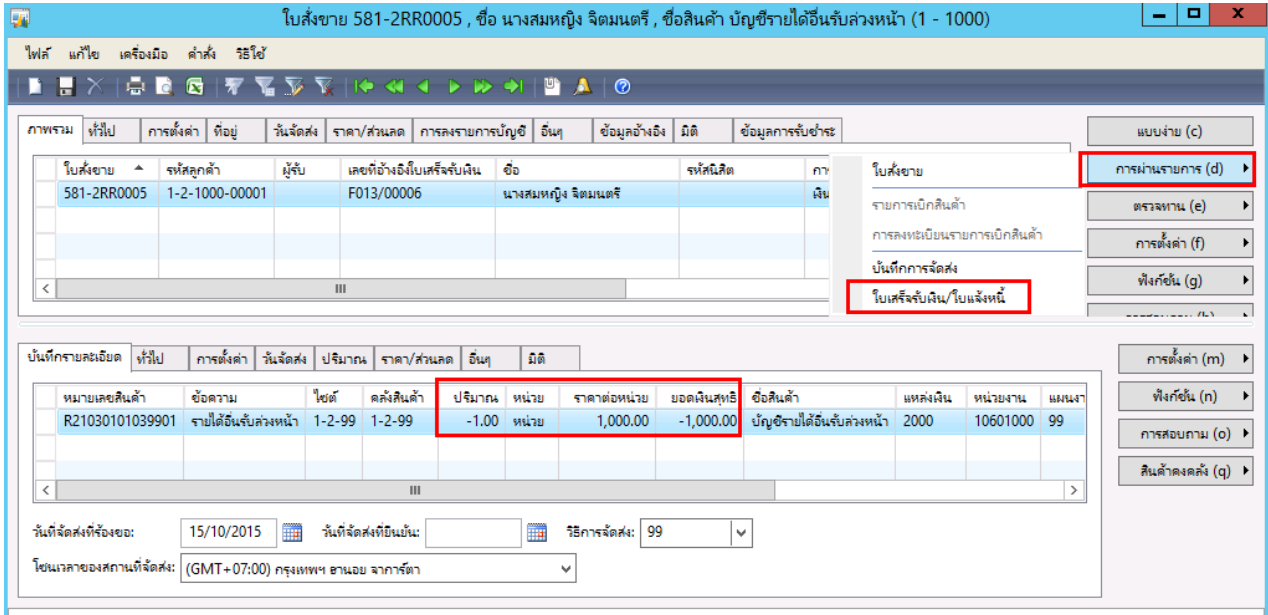 ใบสั่งขาย 581-2RR0005 , ชื่อ นางสมหญิง จิตมนตรี , ชื่อสินค้า บัญชีรายได้อื่นรับล่วงหน้า (1 - 1000)
ไฟล์ แก้ไข เครื่องมือ คำสั่ง วิธีใช้
ภาพรวม ทั่วไป การตั้งค่า ที่อยู่ วันจัดส่ง ราคา/ส่วนลด การลงรายการบัญชี อื่นๆ ข้อมูลอ้างอิง มิติ ข้อมูลการรับชำระ
แบบง่าย (c)
ใบสั่งขาย รหัสลูกค้า ผู้รับ เลขที่อ้างอิงใบเสร็จรับเงิน ชื่อ รหัสนิสิต กา
581-2RR0005 1-2-1000-00001 F013/00006 นางสมหญิง จิตมนตรี เงิน
ใบสั่งขาย
รายการเบิกสินค้า
การลงทะเบียนรายการเบิกสินค้า
บันทึกการจัดส่ง
ใบเสร็จรับเงิน/ใบแจ้งหนี้
การผ่านรายการ (d)
ตรวจทาน (e)
การตั้งค่า (f)
ฟังก์ชัน (g)
บันทึกรายละเอียด ทั่วไป การตั้งค่า วันจัดส่ง ปริมาณ ราคา/ส่วนลด อื่นๆ มิติ
การตั้งค่า (m)
หมายเลขสินค้า ข้อความ ไซต์ คลังสินค้า ปริมาณ หน่วย ราคาต่อหน่วย ยอดเงินสุทธิ ชื่อสินค้า แหล่งเงิน หน่วยงาน แผนงา
R21030101039901 รายได้อื่นรับล่วงหน้า 1-2-99 1-2-99 -1.00 หน่วย 1,000.00 -1,000.00 บัญชีรายได้อื่นรับล่วงหน้า 2000 10601000 99
ฟังก์ชัน (n)
การสอบถาม (o)
สินค้าคงคลัง (q)
วันที่จัดส่งที่ร้องขอ: 15/10/2015 วันที่จัดส่งที่ยืนยัน: วิธีการจัดส่ง: 99
โซนเวลาของสถานที่จัดส่ง: (GMT+07:00) กรุงเทพฯ ฮานอย จาการ์ตา